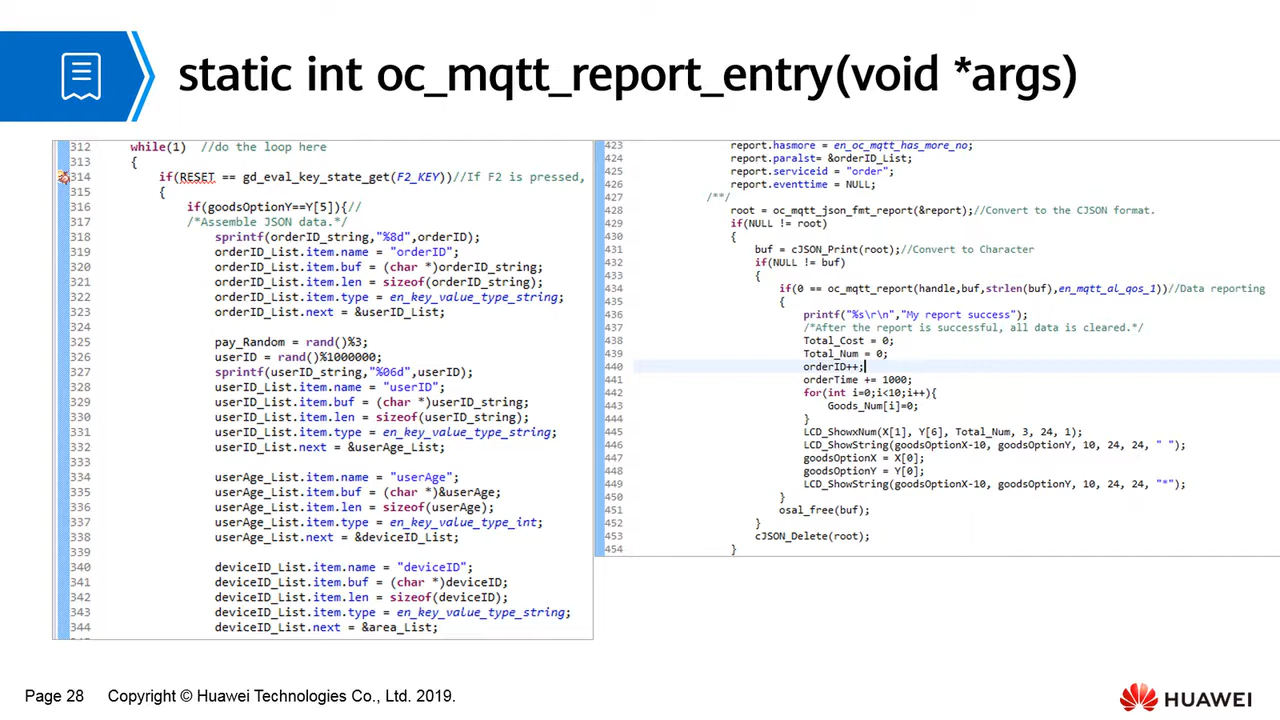 static int oc_mqtt_report_entry(void *args)
312 while(1) //do the loop here
313 {
314 if(RESET == gd_eval_key_state_get(F2_KEY))//If F2 is pressed,
315 {
316 if(goodsOptionY==Y[5]){//
317 /*Assemble JSON data.*/
318 sprintf(orderID_string,"%8d",orderID);
319 orderID_List.item.name = "orderID";
320 orderID_List.item.buf = (char *)orderID_string;
321 orderID_List.item.len = sizeof(orderID_string);
322 orderID_List.item.type = en_key_value_type_string;
323 orderID_List.next = &userID_List;
324
325 pay_Random = rand()%3;
326 userID = rand()%1000000;
327 sprintf(userID_string,"%06d",userID);
328 userID_List.item.name = "userID";
329 userID_List.item.buf = (char *)userID_string;
330 userID_List.item.len = sizeof(userID_string);
331 userID_List.item.type = en_key_value_type_string;
332 userID_List.next = &userAge_List;
333
334 userAge_List.item.name = "userAge";
335 userAge_List.item.buf = (char *)&userAge;
336 userAge_List.item.len = sizeof(userAge);
337 userAge_List.item.type = en_key_value_type_int;
338 userAge_List.next = &deviceID_List;
339
340 deviceID_List.item.name = "deviceID";
341 deviceID_List.item.buf = (char *)deviceID;
342 deviceID_List.item.len = sizeof(deviceID);
343 deviceID_List.item.type = en_key_value_type_string;
344 deviceID_List.next = &area_List;
423 report.hasmore = en_oc_mqtt_has_more_no;
424 report.paralst= &orderID_List;
425 report.serviceid = "order";
426 report.eventtime = NULL;
427 /**/
428 root = oc_mqtt_json_fmt_report(&report);//Convert to the CJSON format.
429 if(NULL != root)
430 {
431 buf = cJSON_Print(root);//Convert to Character
432 if(NULL != buf)
433 {
434 if(0 == oc_mqtt_report(handle,buf,strlen(buf),en_mqtt_al_qos_1))//Data reporting
435 {
436 printf("%s\r\n","My report success");
437 /*After the report is successful, all data is cleared.*/
438 Total_Cost = 0;
439 Total_Num = 0;
440 orderID++;
441 orderTime += 1000;
442 for(int i=0;i<10;i++){
443 Goods_Num[i]=0;
444 }
445 LCD_ShowxNum(X[1], Y[6], Total_Num, 3, 24, 1);
446 LCD_ShowString(goodsOptionX-10, goodsOptionY, 10, 24, 24, " ");
447 goodsOptionX = X[0];
448 goodsOptionY = Y[0];
449 LCD_ShowString(goodsOptionX-10, goodsOptionY, 10, 24, 24, "*");
450 }
451 osal_free(buf);
452 }
453 cJSON_Delete(root);
454 }
Page 28 Copyright © Huawei Technologies Co., Ltd. 2019.
HUAWEI